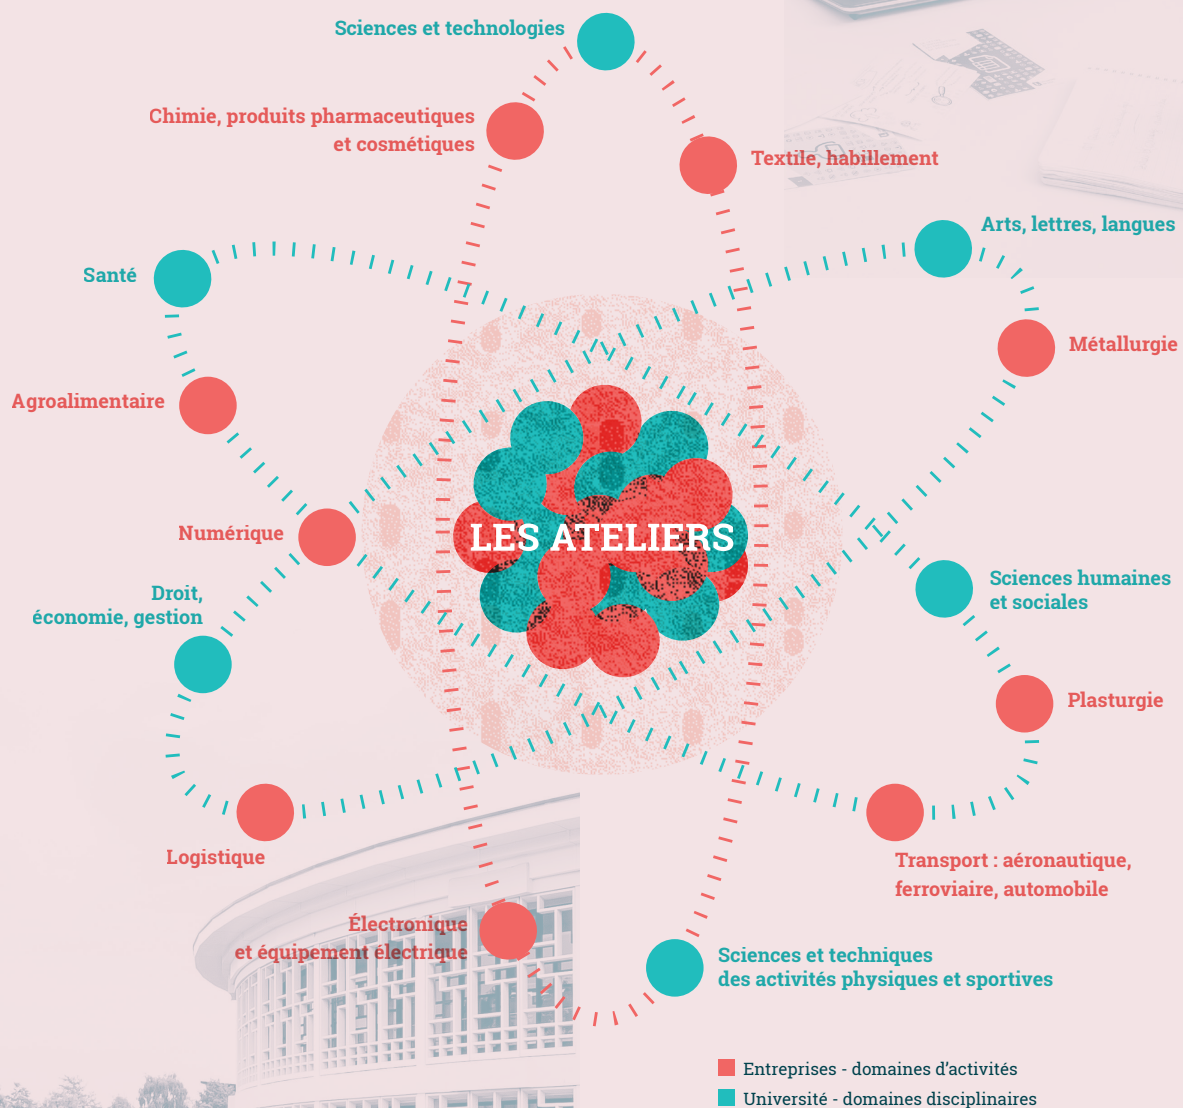 Sciences et technologies
Chimie, produits pharmaceutiques
et cosmétiques
Textile, habillement
Arts, lettres, langues
Santé
Métallurgie
Agroalimentaire
Numérique
LES ATELIERS
Sciences humaines
et sociales
Droit,
économie, gestion
Plasturgie
Logistique
Transport : aéronautique,
ferroviaire, automobile
Électronique
et équipement électrique
Sciences et techniques
des activités physiques et sportives
Entreprises - domaines d’activités
Université - domaines disciplinaires